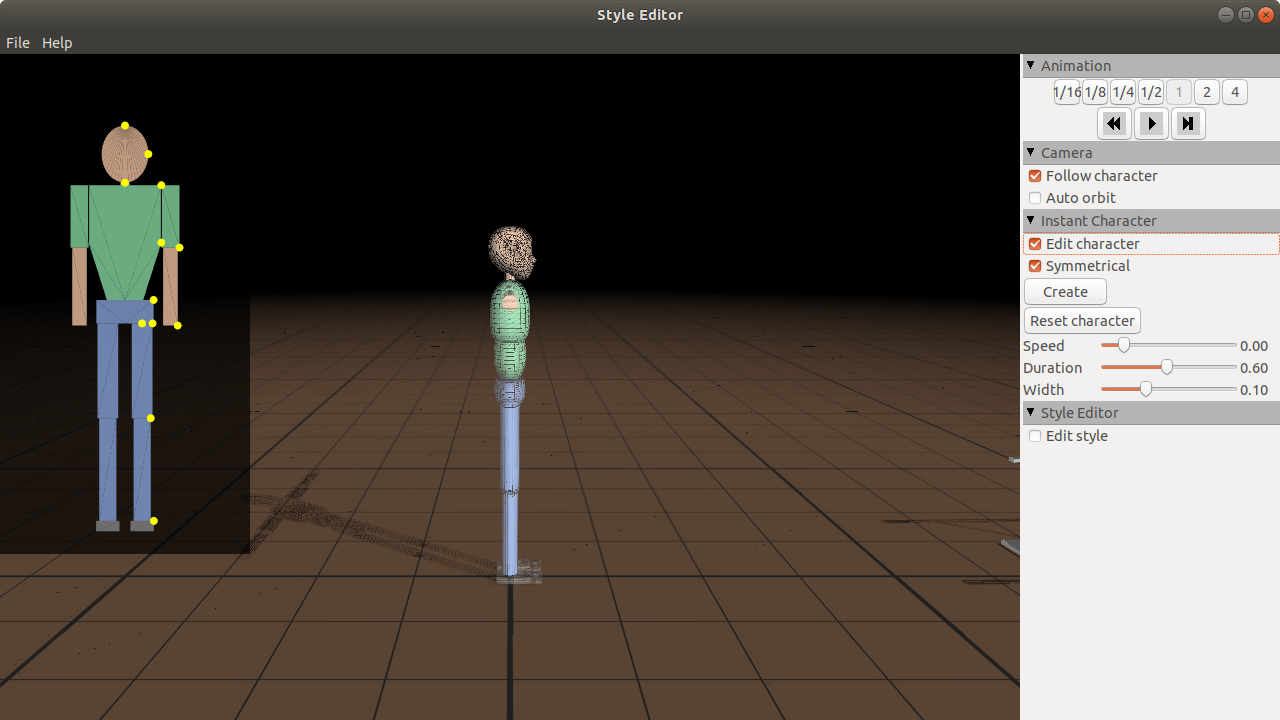 Style Editor
File Help
Animation
1/16 1/8 1/4 1/2 1 2 4
Camera
Follow character
Auto orbit
Instant Character
Edit character
Symmetrical
Create
Reset character
Speed 0.00
Duration 0.60
Width 0.10
Style Editor
Edit style